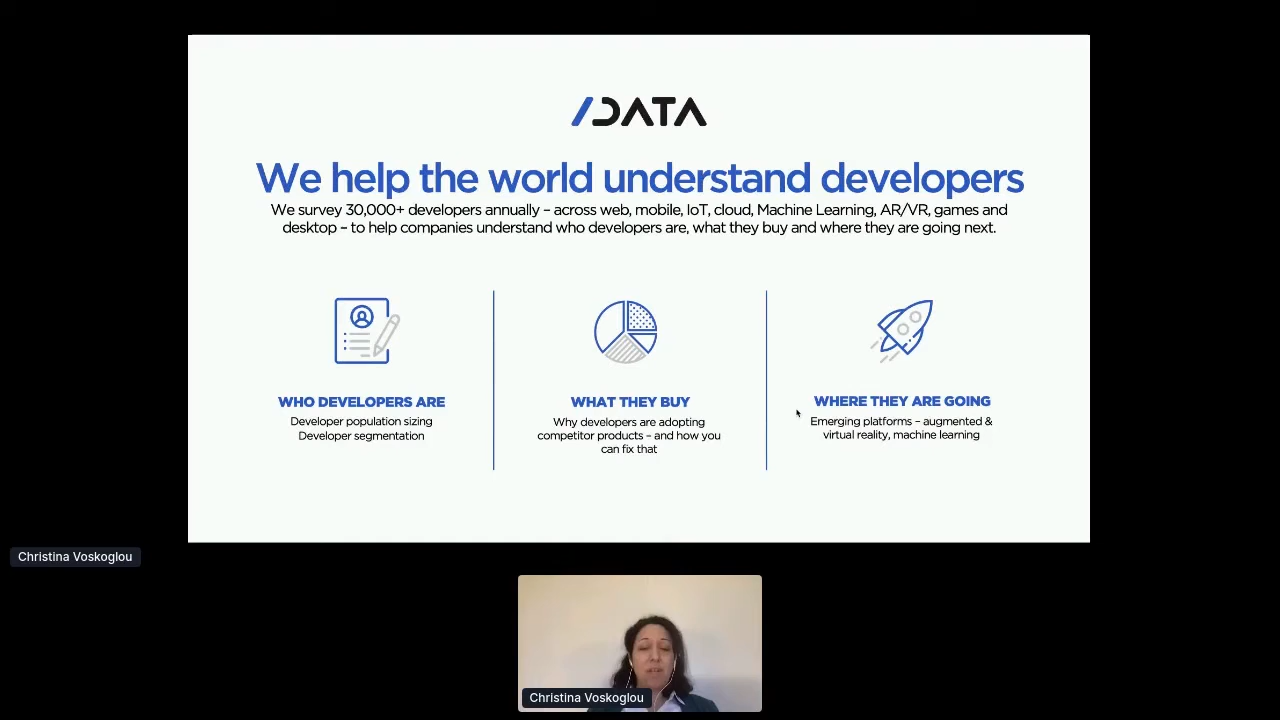 /DATA
We help the world understand developers
We survey 30,000+ developers annually – across web, mobile, IoT, cloud, Machine Learning, AR/VR, games and
desktop – to help companies understand who developers are, what they buy and where they are going next.
WHO DEVELOPERS ARE
Developer population sizing
Developer segmentation
WHAT THEY BUY
Why developers are adopting
competitor products – and how you
can fix that
WHERE THEY ARE GOING
Emerging platforms – augmented &
virtual reality, machine learning
Christina Voskoglou
Christina Voskoglou